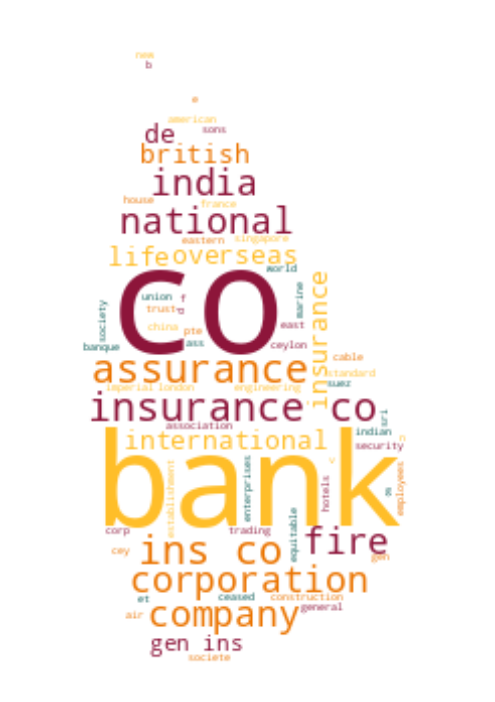 new
b
e
american
de
sons
british
india
house
france
national
eastern
singapore
life
overseas
world
co
union
f
society
trust
d
marine
insurance
china
pte
east
banque
ass
ceylon
assurance
cable
standard
imperial
london
engineering
suez
insurance co
sri
association
indian
international
security
bank
v
establishment
enterprises
hotels
employees
corp
trading
equitable
fire
cey
ins co
gen
corporation
et
ceased
construction
air
company
general
gen ins
societe